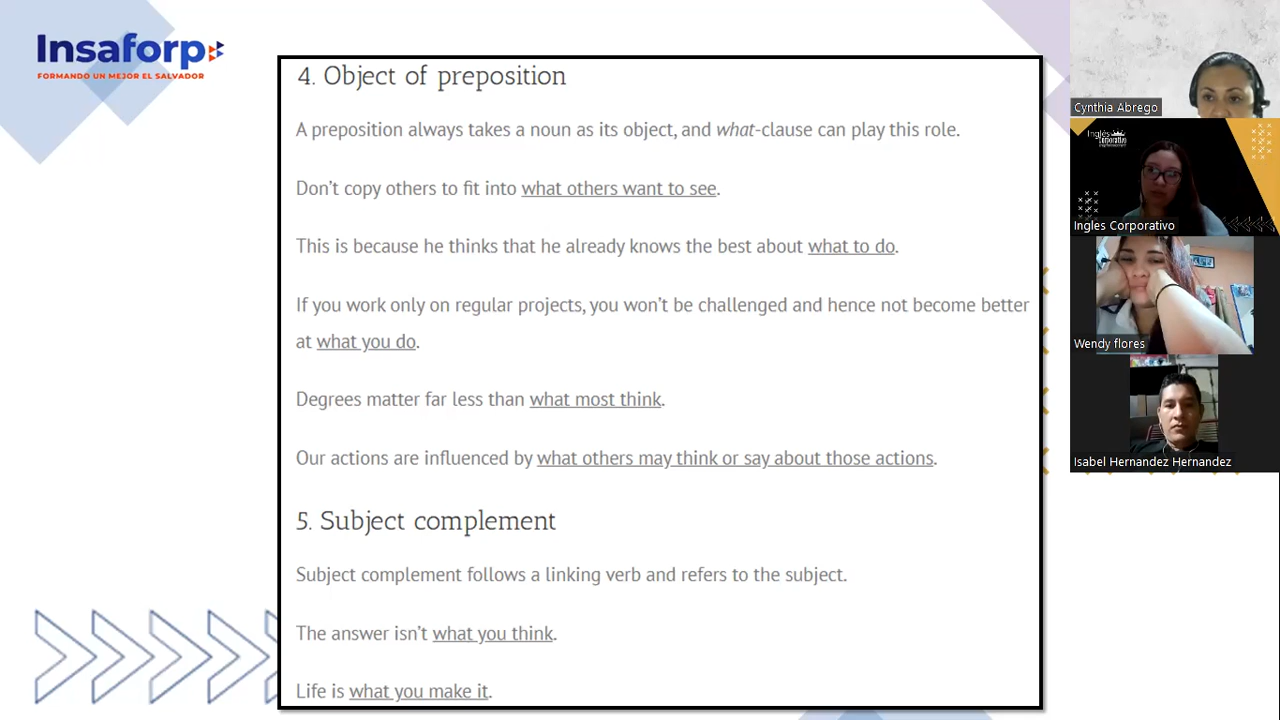 Insaforp
FORMANDO UN MEJOR EL SALVADOR
4. Object of preposition
A preposition always takes a noun as its object, and what-clause can play this role.
Don't copy others to fit into what others want to see.
This is because he thinks that he already knows the best about what to do.
If you work only on regular projects, you won't be challenged and hence not become better
at what you do.
Degrees matter far less than what most think.
Our actions are influenced by what others may think or say about those actions.
5. Subject complement
Subject complement follows a linking verb and refers to the subject.
The answer isn't what you think.
Life is what you make it.
Cynthia Abrego
Inglés
Corporativo
Ingles Corporativo
Wendy flores
Isabel Hernandez Hernandez